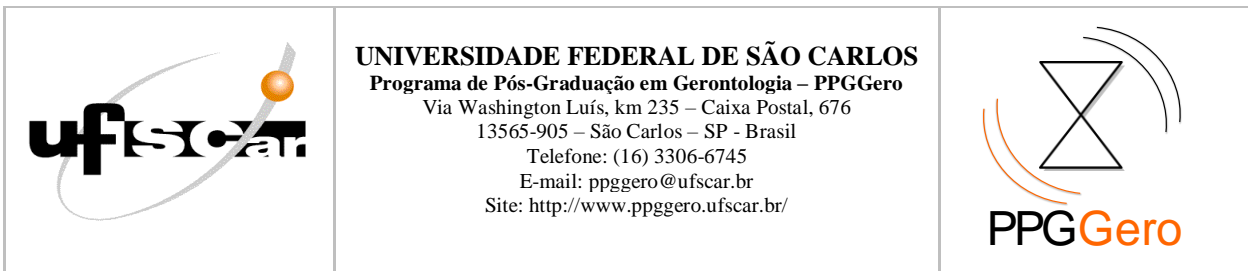 ufscar
UNIVERSIDADE FEDERAL DE SÃO CARLOS
Programa de Pós-Graduação em Gerontologia – PPGGero
Via Washington Luís, km 235 – Caixa Postal, 676
13565-905 – São Carlos – SP - Brasil
Telefone: (16) 3306-6745
E-mail: ppggero@ufscar.br
Site: http://www.ppggero.ufscar.br/
PPGGero